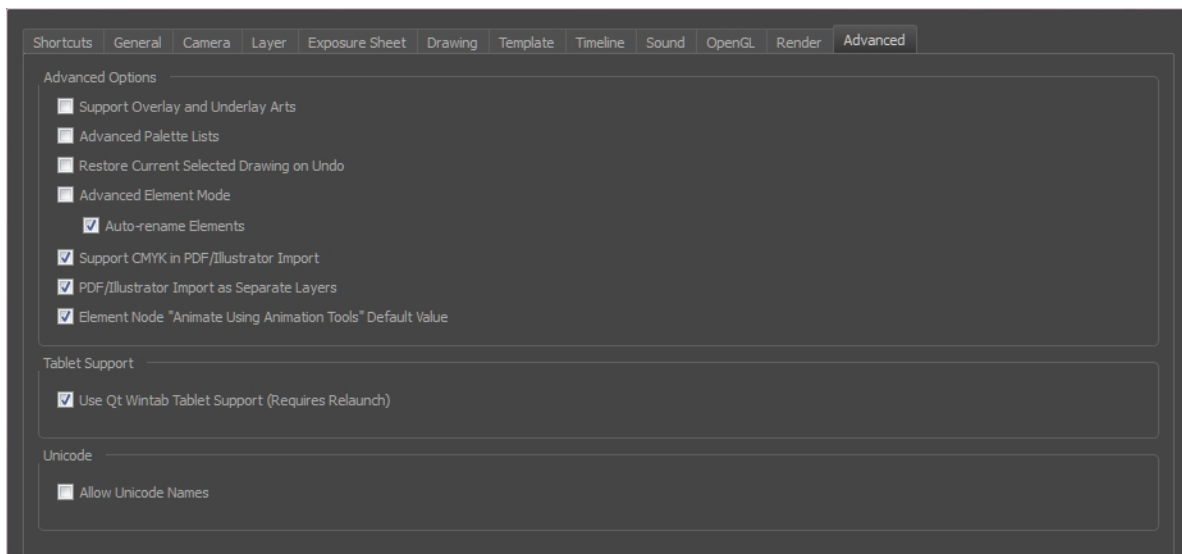 Shortcuts General Camera Layer Exposure Sheet Drawing Template Timeline Sound OpenGL Render Advanced
Advanced Options
Support Overlay and Underlay Arts
Advanced Palette Lists
Restore Current Selected Drawing on Undo
Advanced Element Mode
Auto-rename Elements
Support CMYK in PDF/Illustrator Import
PDF/Illustrator Import as Separate Layers
Element Node "Animate Using Animation Tools" Default Value
Tablet Support
Use Qt Wintab Tablet Support (Requires Relaunch)
Unicode
Allow Unicode Names